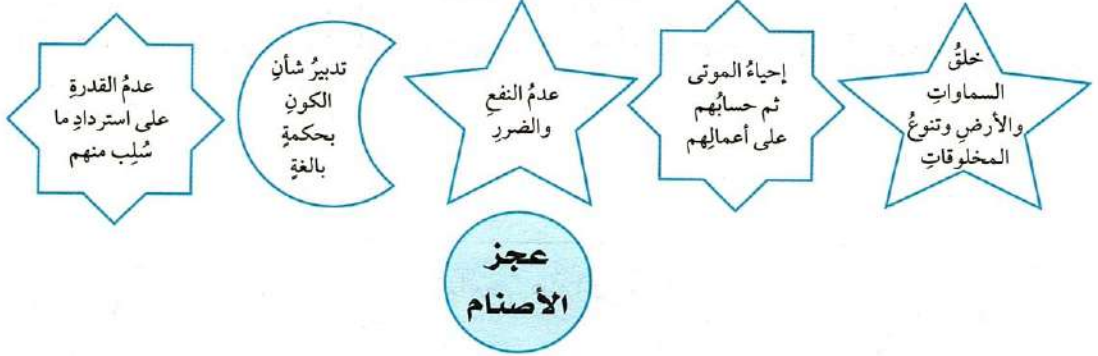 خلقُ
السماواتِ
والأرضِ وتنوعُ
المخلوقاتِ
إحياءُ الموتى
ثم حسابُهم
على أعمالِهم
عدمُ النفعِ
والضررِ
تدبيرُ شأنِ
الكونِ
بحكمةٍ
بالغةٍ
عدمُ القدرةِ
على استردادِ ما
سُلِب منهم
عجز
الأصنام